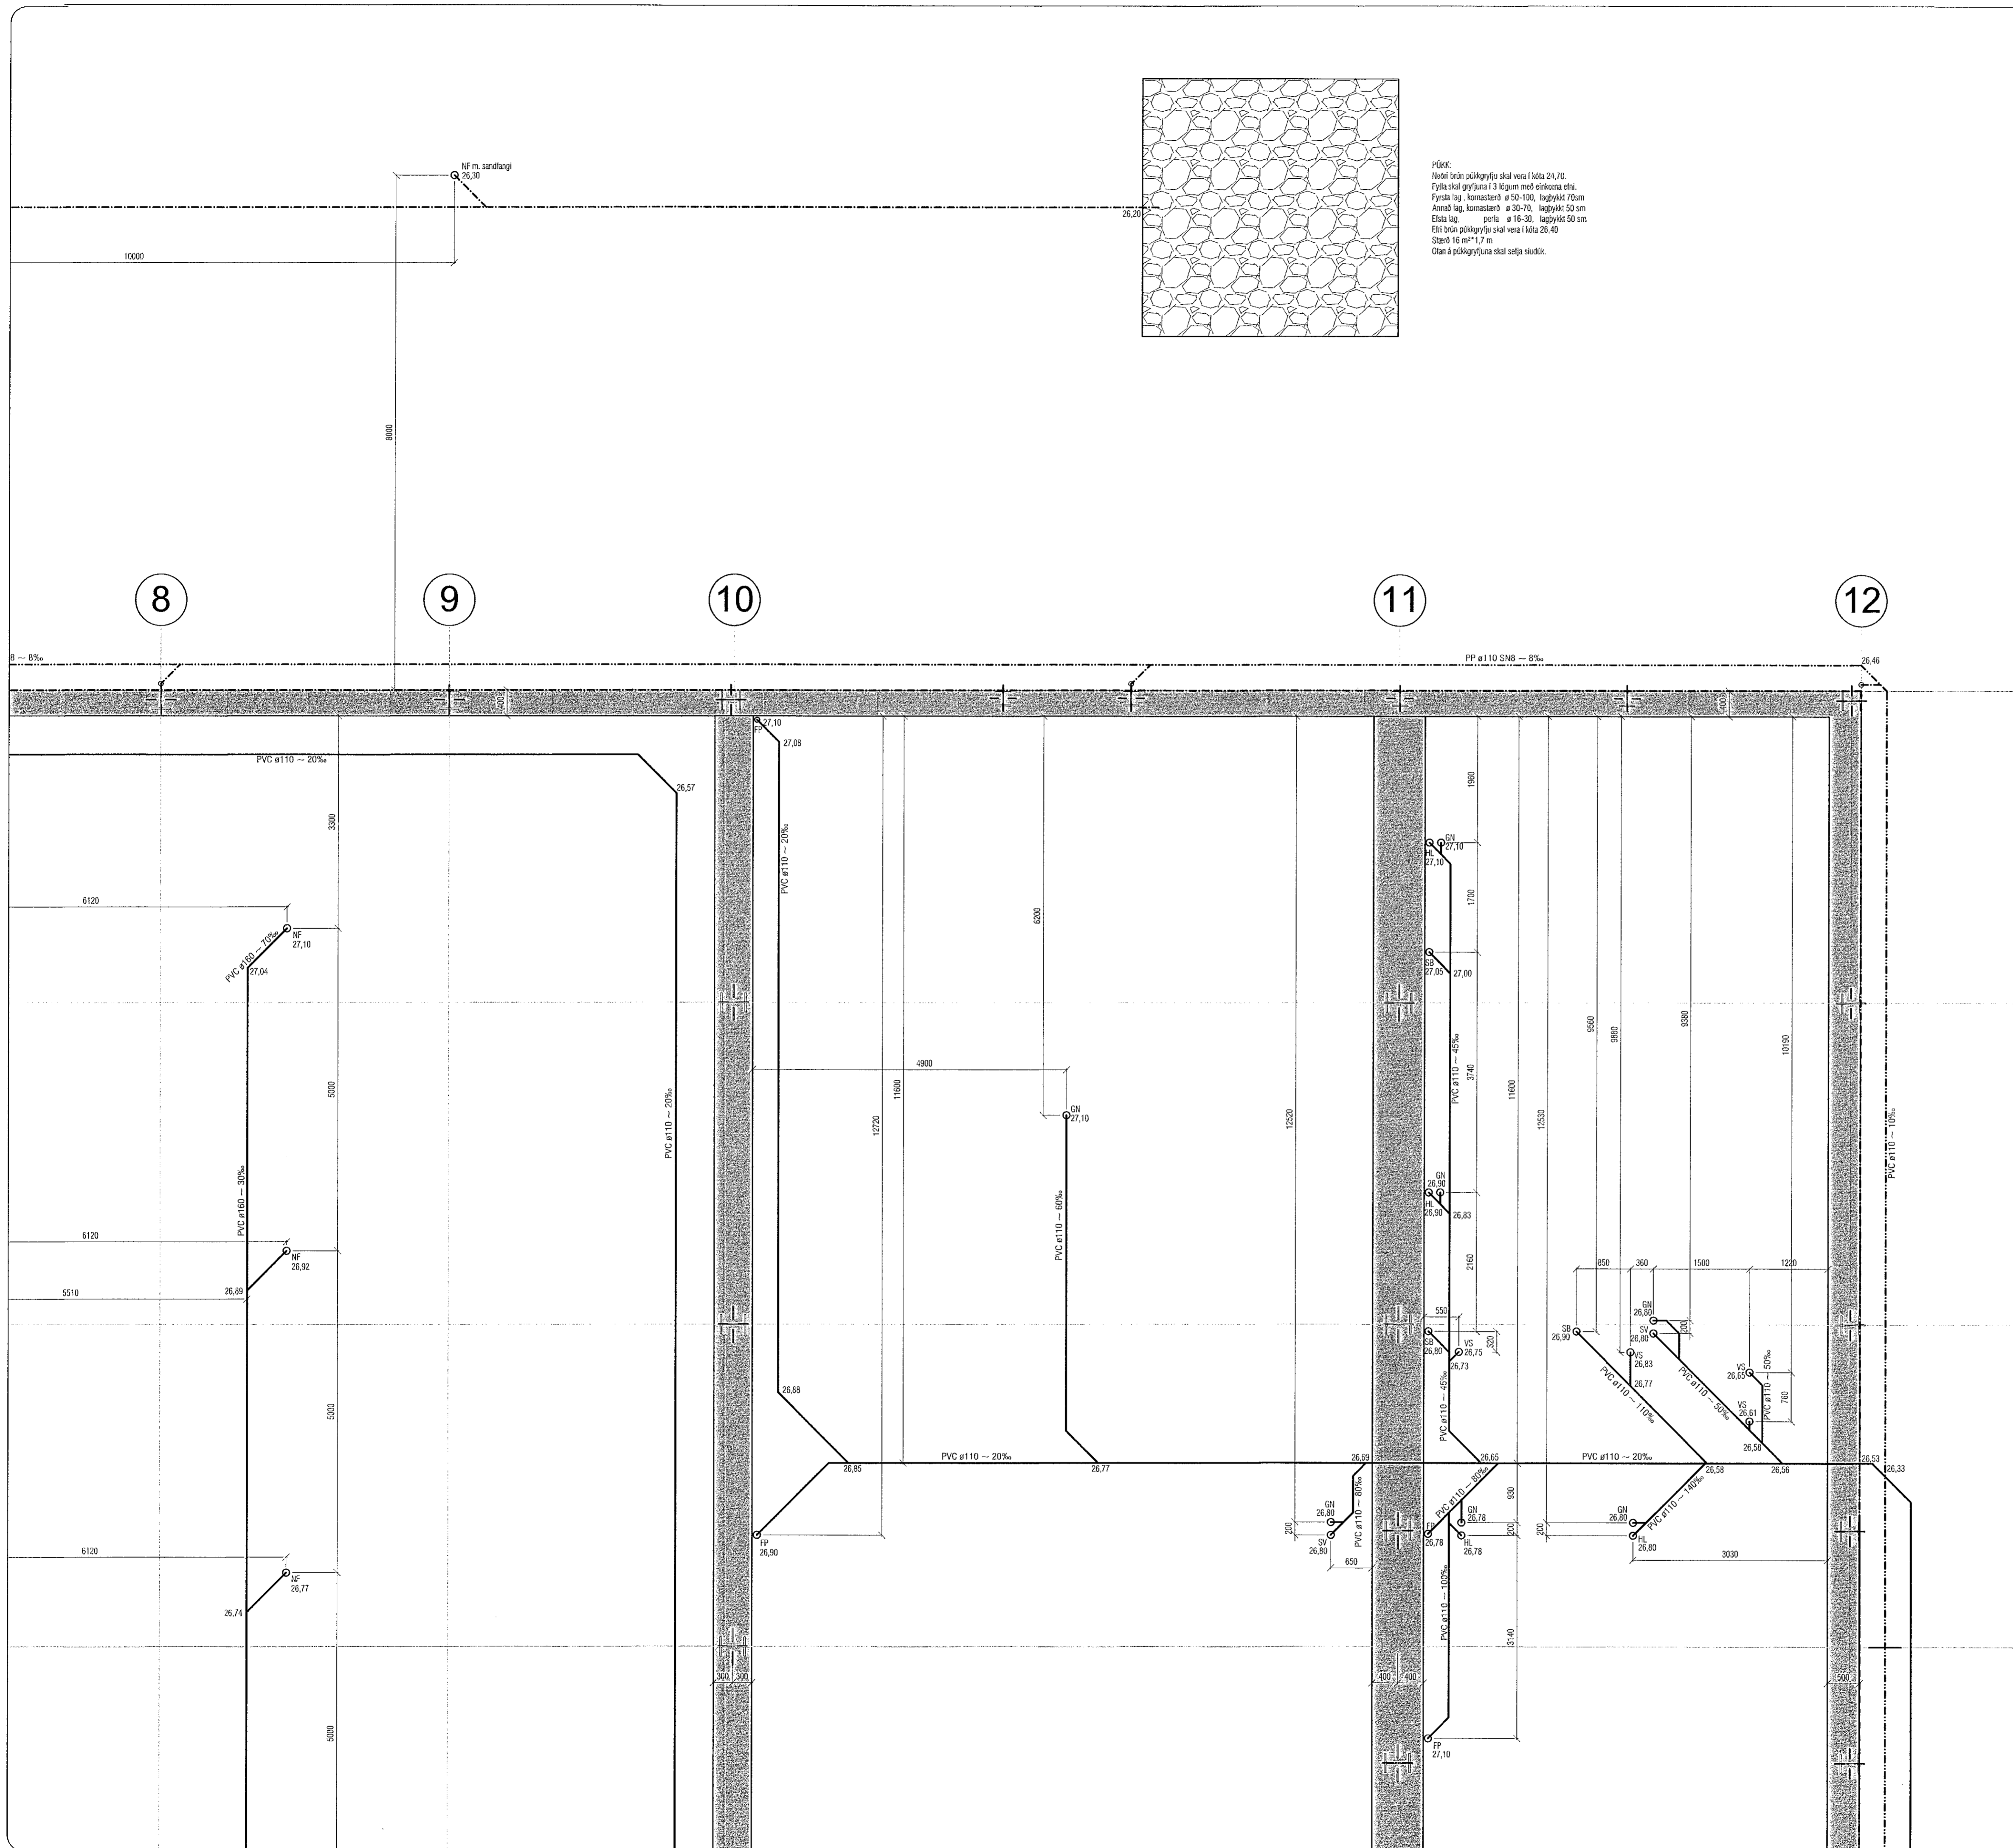 NF m. sandfangi
26,30
26,20
10000
8000
PÚKK:
Neðri brún púkkgryfju skal vera í kóta 24,70.
Fylla skal gryfjuna í 3 lögum með einkorna efni.
Fyrsta lag , kornastærð ø 50-100, lagþykkt 70sm
Annað lag, kornastærð ø 30-70, lagþykkt 50 sm
Efsta lag, perla ø 16-30, lagþykkt 50 sm
Efri brún púkkgryfju skal vera í kóta 26,40
Stærð 16 m²*1,7 m
Ofan á púkkgryfjuna skal setja síudúk.
8
9
10
11
12
8 ~ 8‰
PP ø110 SN8 ~ 8‰
26,46
400
400
27,10
FP
27,08
PVC ø110 ~ 20‰
26,57
3300
PVC ø110 ~ 20‰
1960
GN
27,10
HL
27,10
1700
6120
NF
27,10
PVC ø160 ~ 70‰
27,04
6200
SB
27,05
27,00
9560
9880
9380
10190
5000
4900
11600
12720
GN
27,10
12520
PVC ø110 ~ 45‰
3740
11600
12530
PVC ø110 ~ 20‰
PVC ø110 ~ 10‰
PVC ø160 ~ 30‰
GN
26,90
HL
26,90
26,83
PVC ø110 ~ 60‰
2160
6120
NF
26,92
26,89
5510
850
360
1500
1220
550
GN
26,80
SV
26,80
200
SB
26,90
SB
26,80
VS
26,75
26,73
320
VS
26,83
26,77
VS
26,65
PVC ø110 ~ 50‰
760
26,88
5000
PVC ø110 ~ 45‰
PVC ø110 ~ 110‰
PVC ø110 ~ 50‰
VS
26,61
26,58
PVC ø110 ~ 20‰
26,85
26,77
26,69
26,65
PVC ø110 ~ 20‰
26,58
26,56
26,53
26,33
PVC ø110 ~ 80‰
PVC ø110 ~ 80‰
930
PVC ø110 ~ 140‰
GN
26,80
200
SV
26,80
650
FP
26,78
GN
26,78
HL
26,78
200
200
GN
26,80
HL
26,80
3030
FP
26,90
6120
NF
26,77
26,74
PVC ø110 ~ 100‰
3140
300
300
400
400
500
5000
FP
27,10